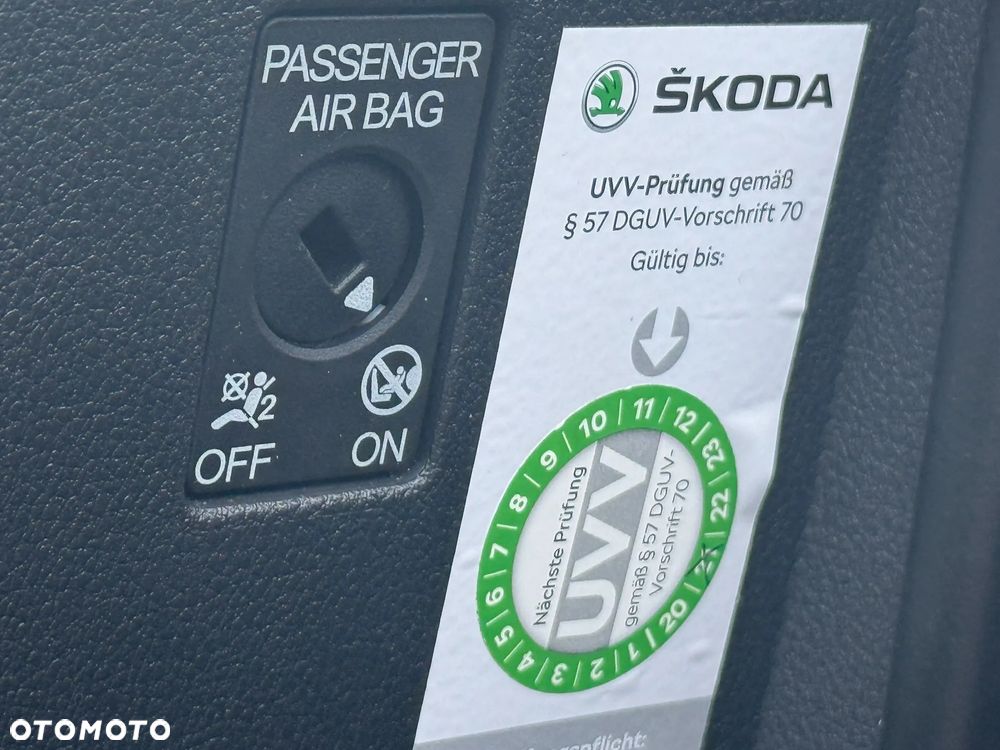 PASSENGER
AIR BAG
2
OFF
ON
ŠKODA
UVV-Prüfung gemäß
§ 57 DGUV-Vorschrift 70
Gültig bis:
1 2 3 4 5 6 7 8 9 10 11 12 23 22 20
Nächste Prüfung
UVV
gemäß § 57 DGUV-
Vorschrift 70
OTOMOTO